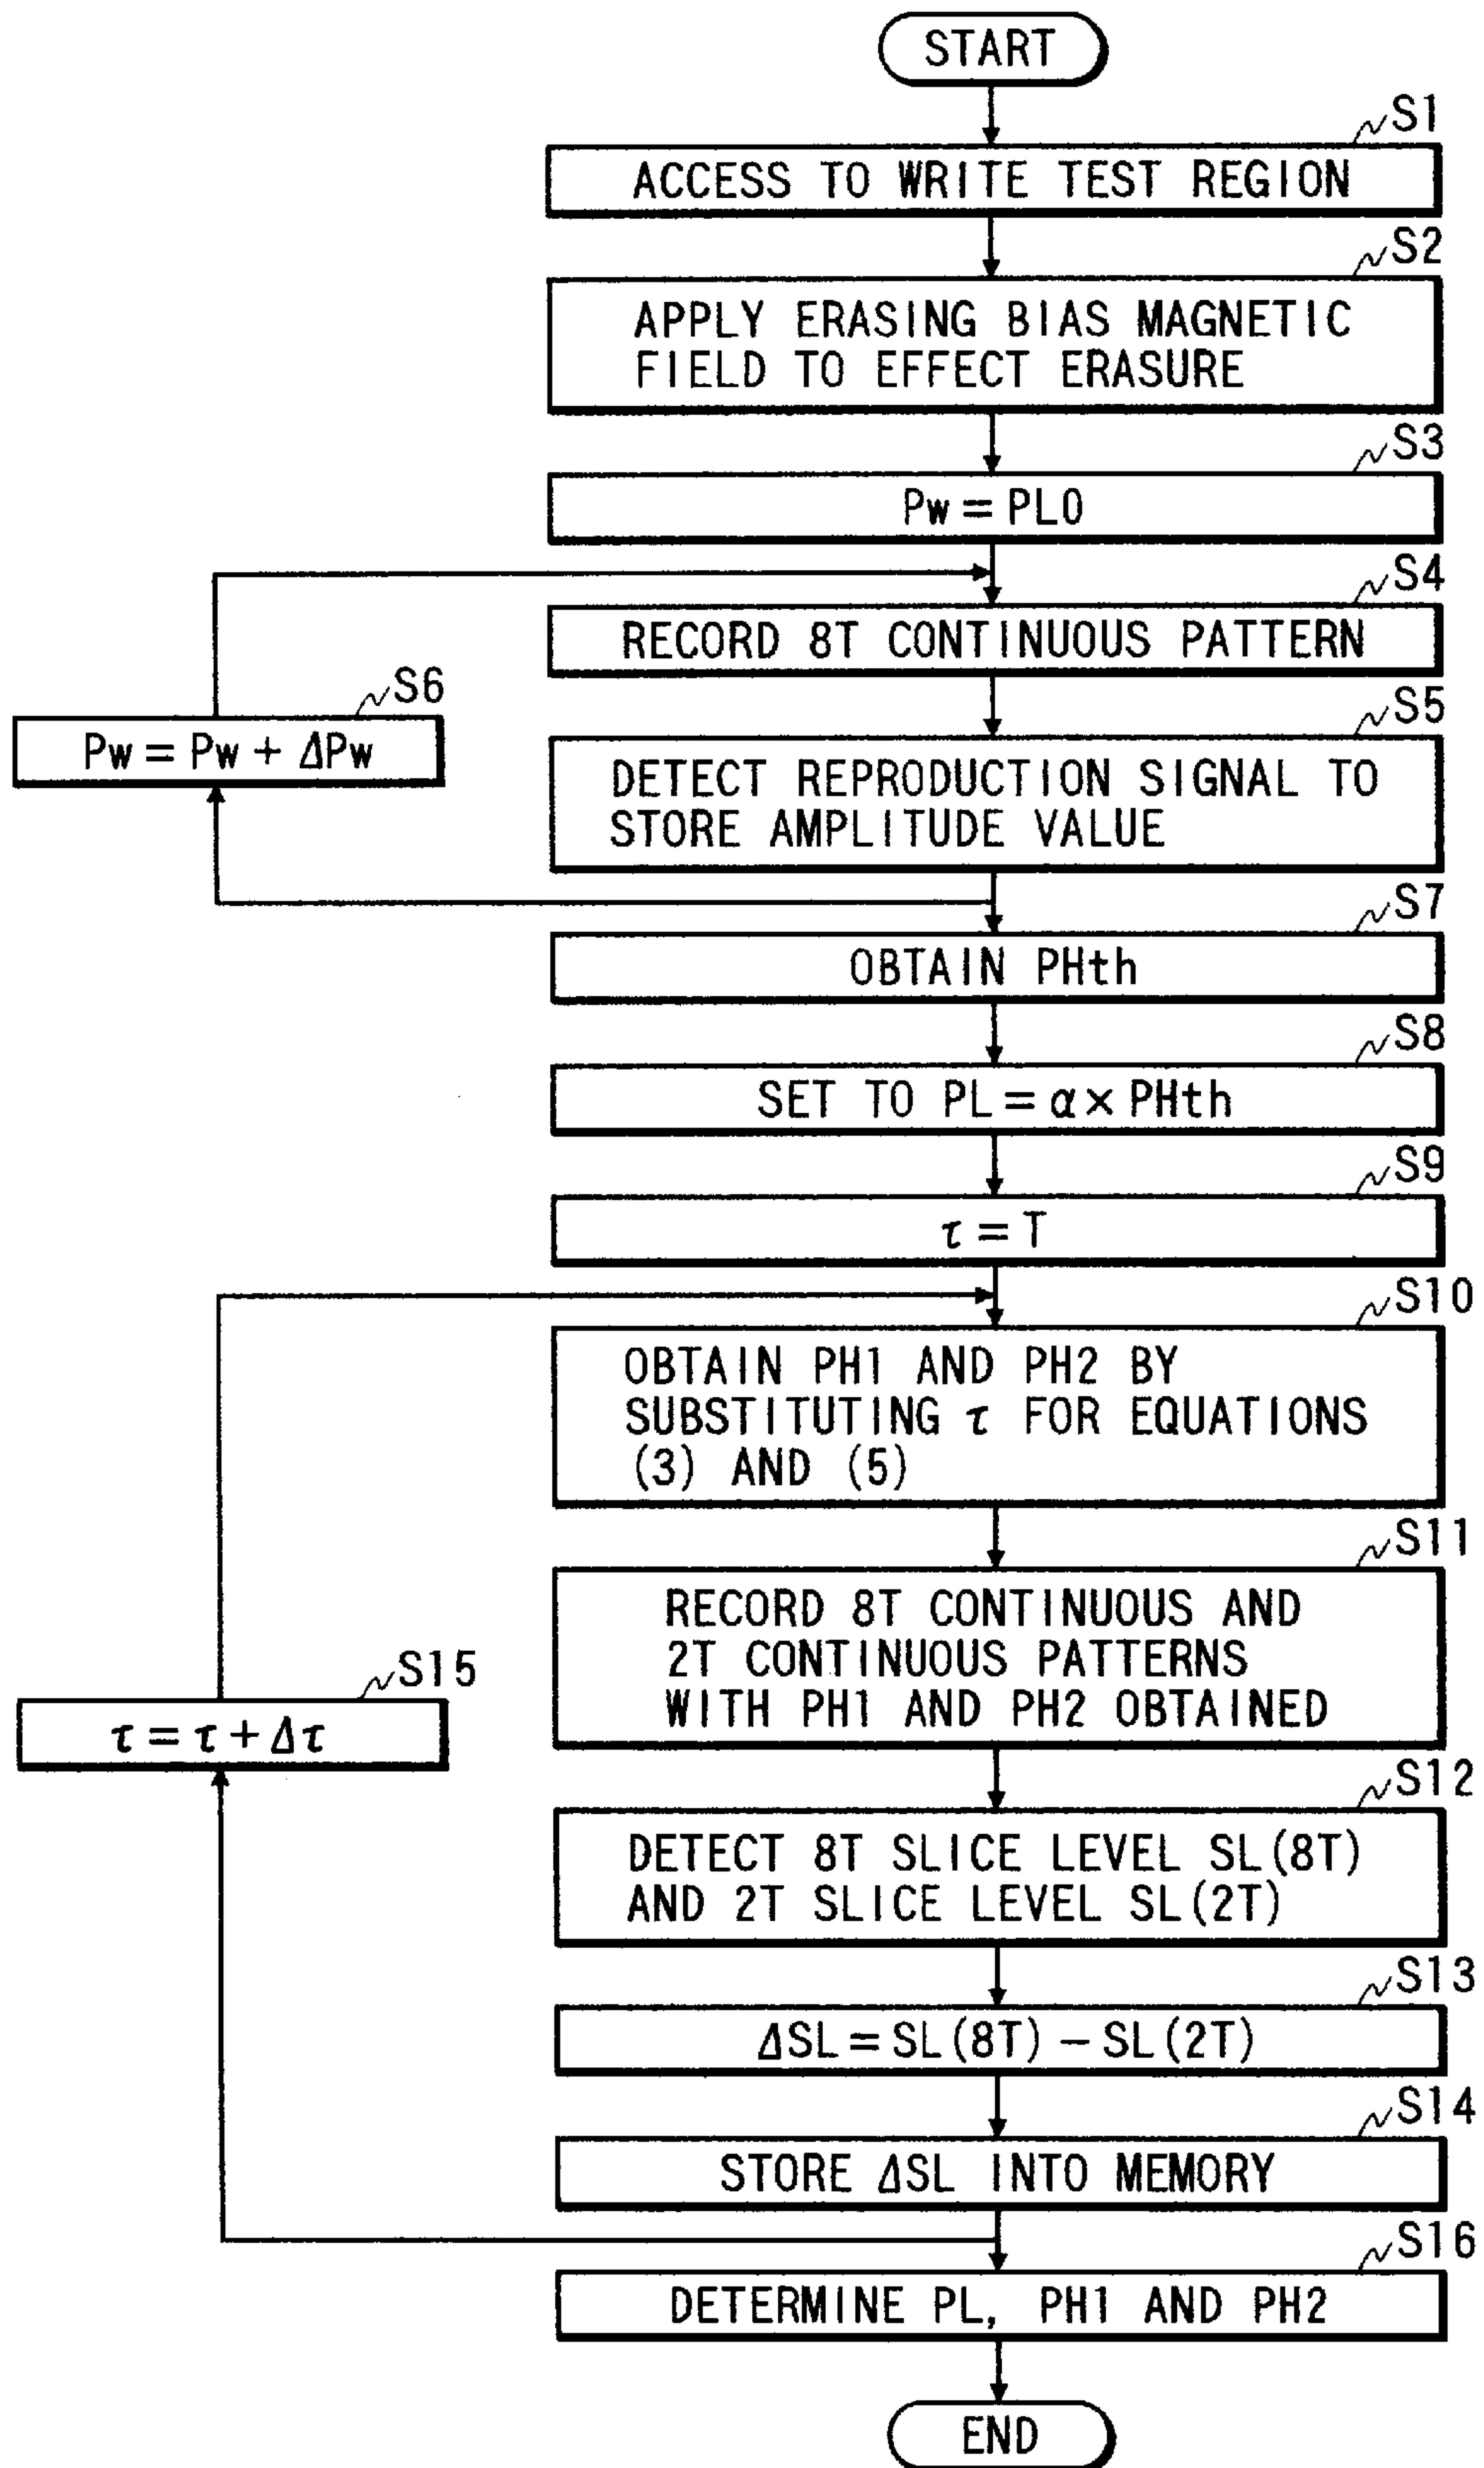 START
S1
ACCESS TO WRITE TEST REGION
S2
APPLY ERASING BIAS MAGNETIC
FIELD TO EFFECT ERASURE
S3
Pw = PL0
S4
RECORD 8T CONTINUOUS PATTERN
S6
Pw = Pw + ΔPw
S5
DETECT REPRODUCTION SIGNAL TO
STORE AMPLITUDE VALUE
S7
OBTAIN PHth
S8
SET TO PL = α × PHth
S9
τ = T
S10
OBTAIN PH1 AND PH2 BY
SUBSTITUTING τ FOR EQUATIONS
(3) AND (5)
S11
RECORD 8T CONTINUOUS AND
2T CONTINUOUS PATTERNS
WITH PH1 AND PH2 OBTAINED
S15
τ = τ + Δτ
S12
DETECT 8T SLICE LEVEL SL(8T)
AND 2T SLICE LEVEL SL(2T)
S13
ΔSL = SL(8T) − SL(2T)
S14
STORE ΔSL INTO MEMORY
S16
DETERMINE PL, PH1 AND PH2
END